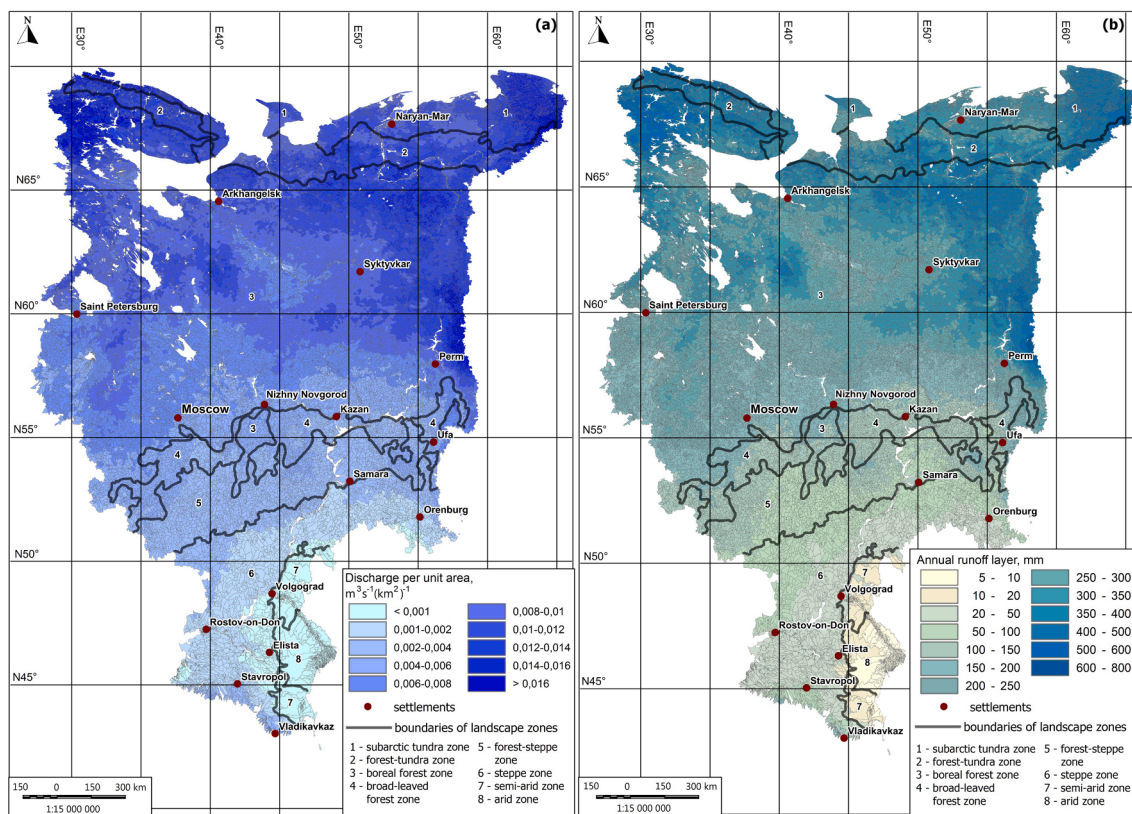 N
E30°
E40°
E50°
E60°
(a)
1
2
1
Naryan-Mar
2
N65°
Arkhangelsk
Syktyvkar
3
N60°
Saint Petersburg
Perm
Nizhny Novgorod
Moscow
Kazan
3
4
4
N55°
Ufa
4
Samara
5
Orenburg
N50°
6
7
Volgograd
Rostov-on-Don
Elista
8
N45°
Stavropol
7
Vladikavkaz
Discharge per unit area,
m³s⁻¹(km²)⁻¹
< 0,001
0,001-0,002
0,002-0,004
0,004-0,006
0,006-0,008
0,008-0,01
0,01-0,012
0,012-0,014
0,014-0,016
> 0,016
settlements
boundaries of landscape zones
1 - subarctic tundra zone
2 - forest-tundra zone
3 - boreal forest zone
4 - broad-leaved
forest zone
5 - forest-steppe
zone
6 - steppe zone
7 - semi-arid zone
8 - arid zone
150 0 150 300 km
1:15 000 000
N
E30°
E40°
E50°
E60°
(b)
1
2
1
Naryan-Mar
2
N65°
Arkhangelsk
Syktyvkar
3
N60°
Saint Petersburg
Perm
Nizhny Novgorod
Moscow
Kazan
3
4
4
N55°
Ufa
4
Samara
5
Orenburg
N50°
6
7
Volgograd
Rostov-on-Don
Elista
8
N45°
Stavropol
7
Vladikavkaz
Annual runoff layer, mm
5 - 10
10 - 20
20 - 50
50 - 100
100 - 150
150 - 200
200 - 250
250 - 300
300 - 350
350 - 400
400 - 500
500 - 600
600 - 800
settlements
boundaries of landscape zones
1 - subarctic tundra zone
2 - forest-tundra zone
3 - boreal forest zone
4 - broad-leaved
forest zone
5 - forest-steppe
zone
6 - steppe zone
7 - semi-arid zone
8 - arid zone
150 0 150 300 km
1:15 000 000